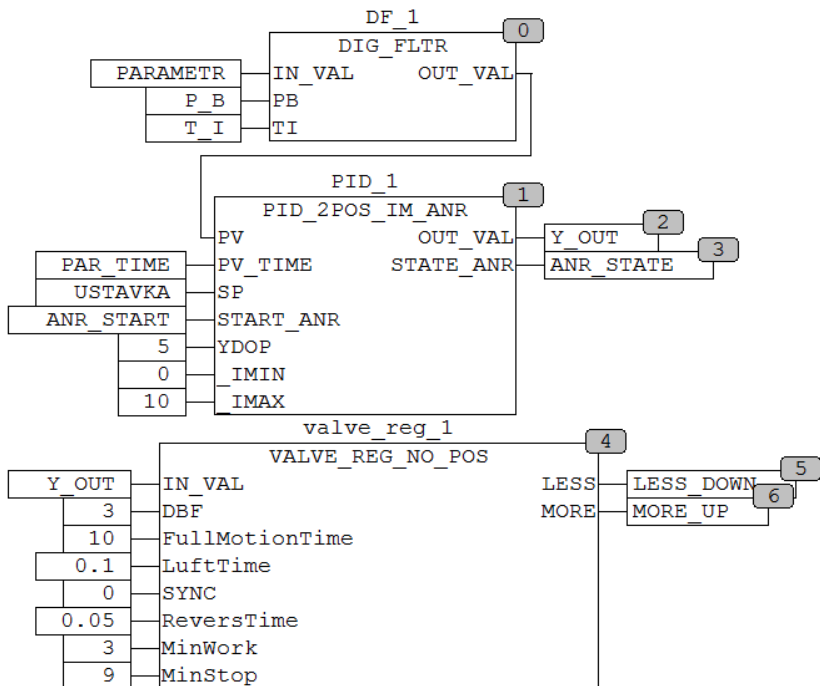 DF_1
0
DIG_FLTR
PARAMETR IN_VAL OUT_VAL
P_B PB
T_I TI
PID_1
1
PID_2POS_IM_ANR
2
PV OUT_VAL Y_OUT
3
PAR_TIME PV_TIME STATE_ANR ANR_STATE
USTAVKA SP
ANR_START START_ANR
5 YDOP
0 _IMIN
10 _IMAX
valve_reg_1
4
VALVE_REG_NO_POS
5
Y_OUT IN_VAL LESS LESS_DOWN
6
3 DBF MORE MORE_UP
10 FullMotionTime
0.1 LuftTime
0 SYNC
0.05 ReversTime
3 MinWork
9 MinStop